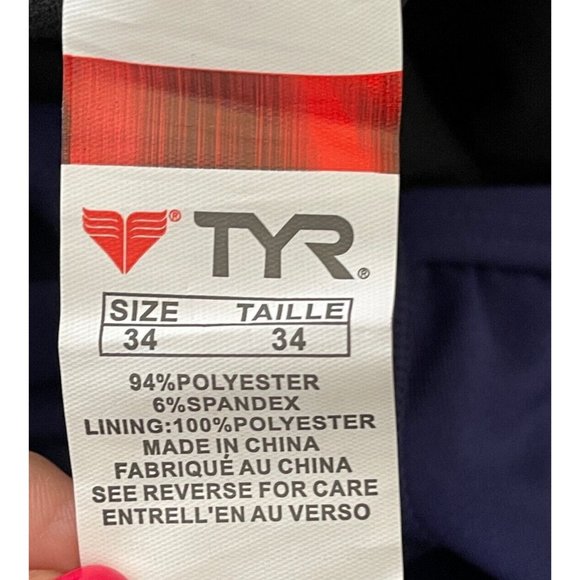 TYR
SIZE TAILLE
34 34
94%POLYESTER
6%SPANDEX
LINING:100%POLYESTER
MADE IN CHINA
FABRIQUÉ AU CHINA
SEE REVERSE FOR CARE
ENTRELL'EN AU VERSO